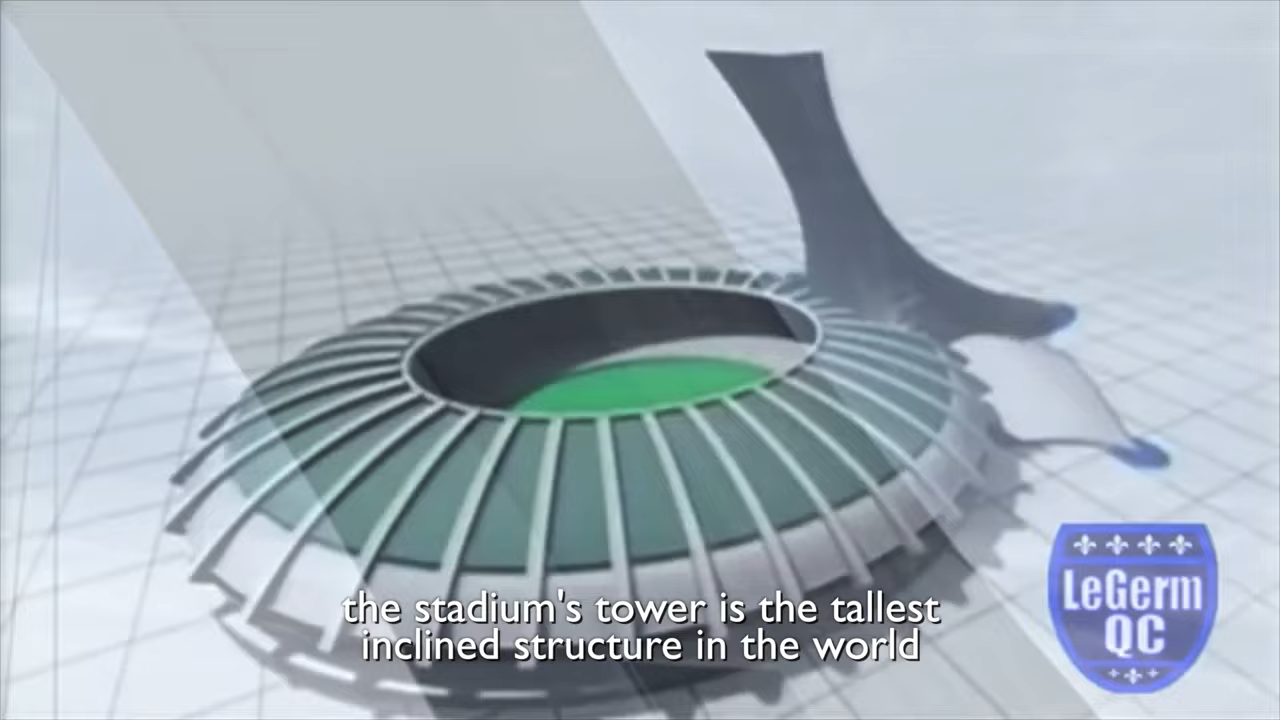 the stadium's tower is the tallest
inclined structure in the world
LeGerm
QC